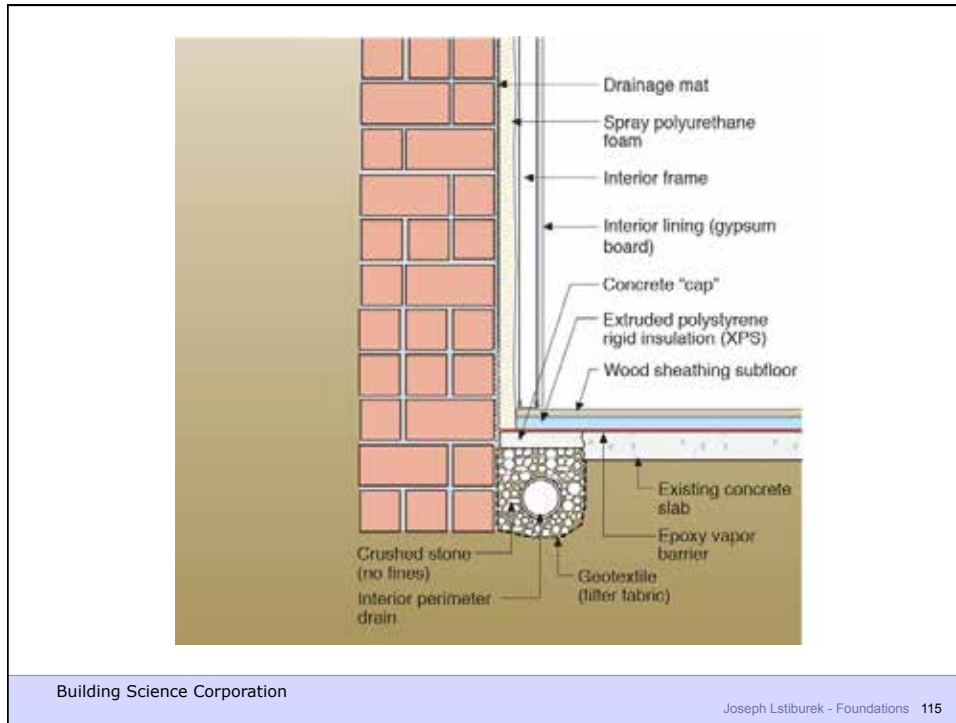 Drainage mat
Spray polyurethane
foam
Interior frame
Interior lining (gypsum
board)
Concrete "cap"
Extruded polystyrene
rigid insulation (XPS)
Wood sheathing subfloor
Existing concrete
slab
Epoxy vapor
barrier
Crushed stone
(no fines)
Geotextile
(filter fabric)
Interior perimeter
drain
Building Science Corporation
Joseph Lstiburek - Foundations 115